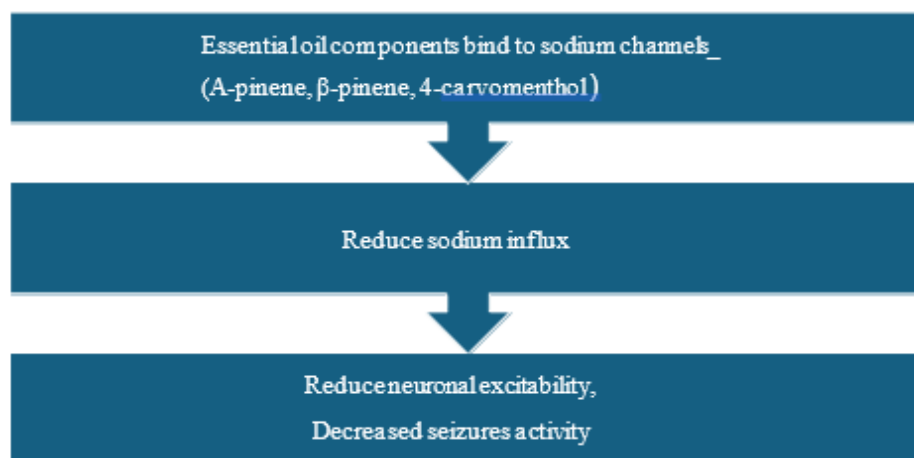 Essential oil components bind to sodium channels_
(A-pinene, β-pinene, 4-carvomenthol)
Reduce sodium influx
Reduce neuronal excitability,
Decreased seizures activity